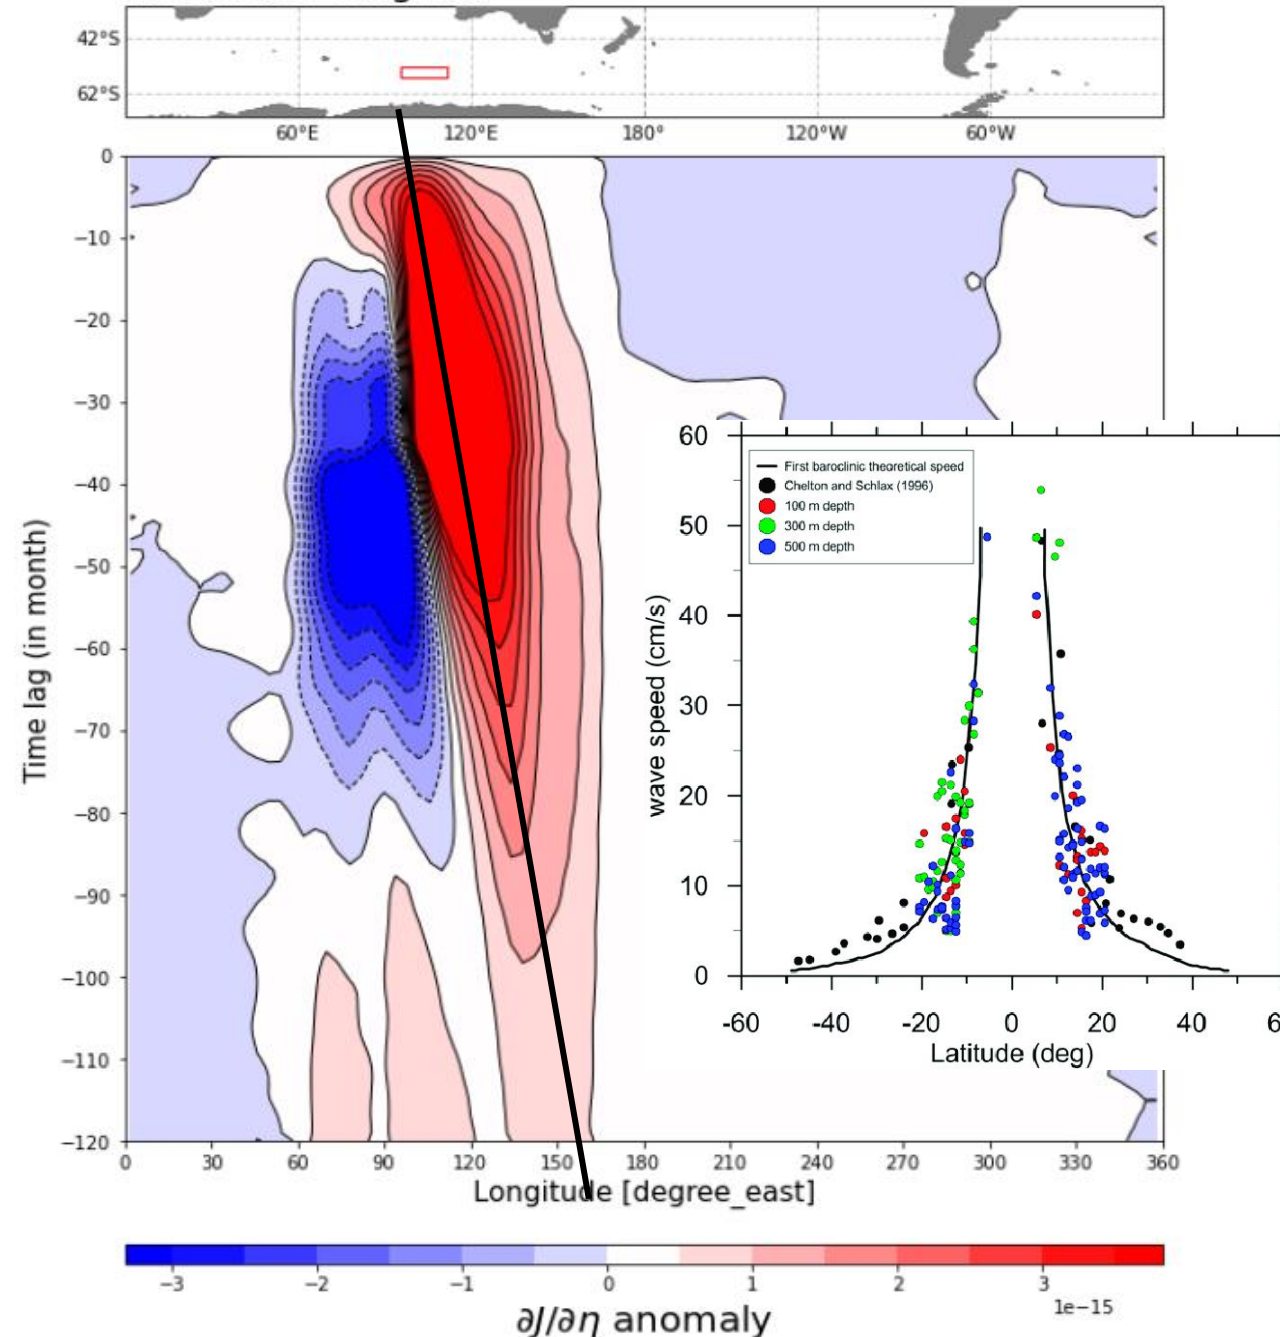 42°S
62°S
60°E 120°E 180° 120°W 60°W
0
−10
−20
−30
−40
−50
−60
−70
−80
−90
−100
−110
−120
Time lag (in month)
0 30 60 90 120 150 180 210 240 270 300 330 360
Longitude [degree_east]
60
50
40
30
20
10
0
wave speed (cm/s)
First baroclinic theoretical speed
Chelton and Schlax (1996)
100 m depth
300 m depth
500 m depth
-60 -40 -20 0 20 40 6
Latitude (deg)
−3 −2 −1 0 1 2 3
1e−15
∂J/∂η anomaly